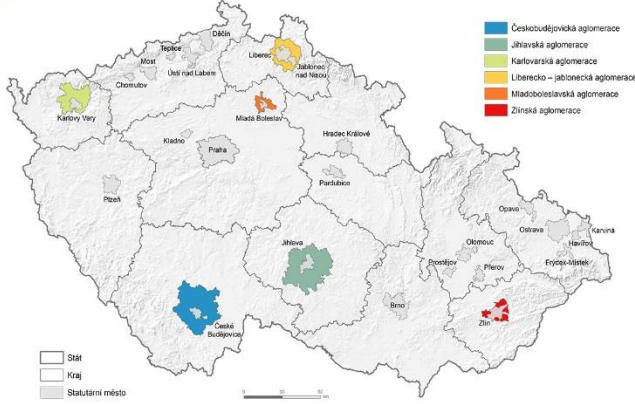 Děčín
Teplice
Most
Ústí nad Labem
Chomutov
Liberec
Jablonec
nad Nisou
Karlovy Vary
Mladá Boleslav
Kladno
Praha
Hradec Králové
Pardubice
Plzeň
Jihlava
Opava
Ostrava
Karviná
Havířov
Frýdek-Místek
Olomouc
Prostějov
Přerov
Brno
Zlín
České
Budějovice
Českobudějovická aglomerace
Jihlavská aglomerace
Karlovarská aglomerace
Liberecko – jablonecká aglomerace
Mladoboleslavská aglomerace
Zlínská aglomerace
Stát
Kraj
Statutární město